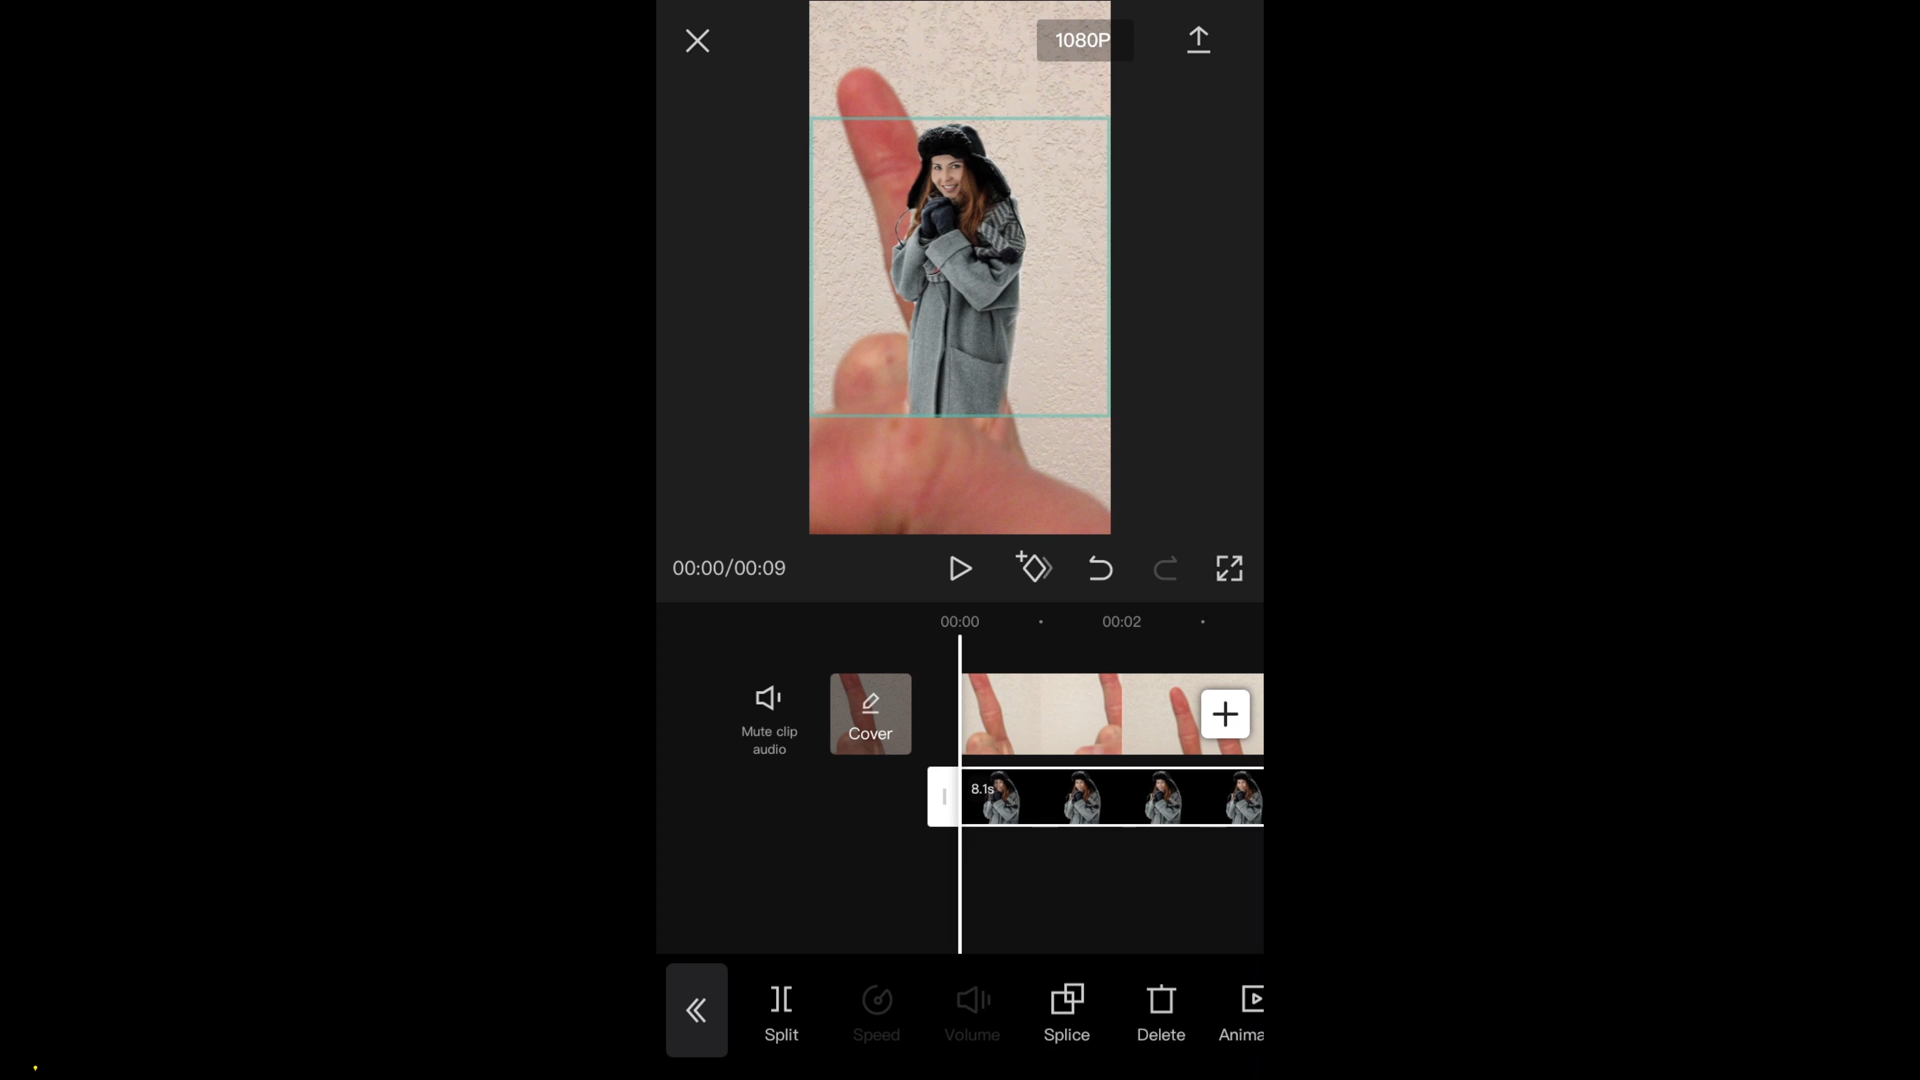 1080P
00:00/00:09
00:00
00:02
Mute clip
audio
Cover
8.1s
Split
Speed
Volume
Splice
Delete
Anima